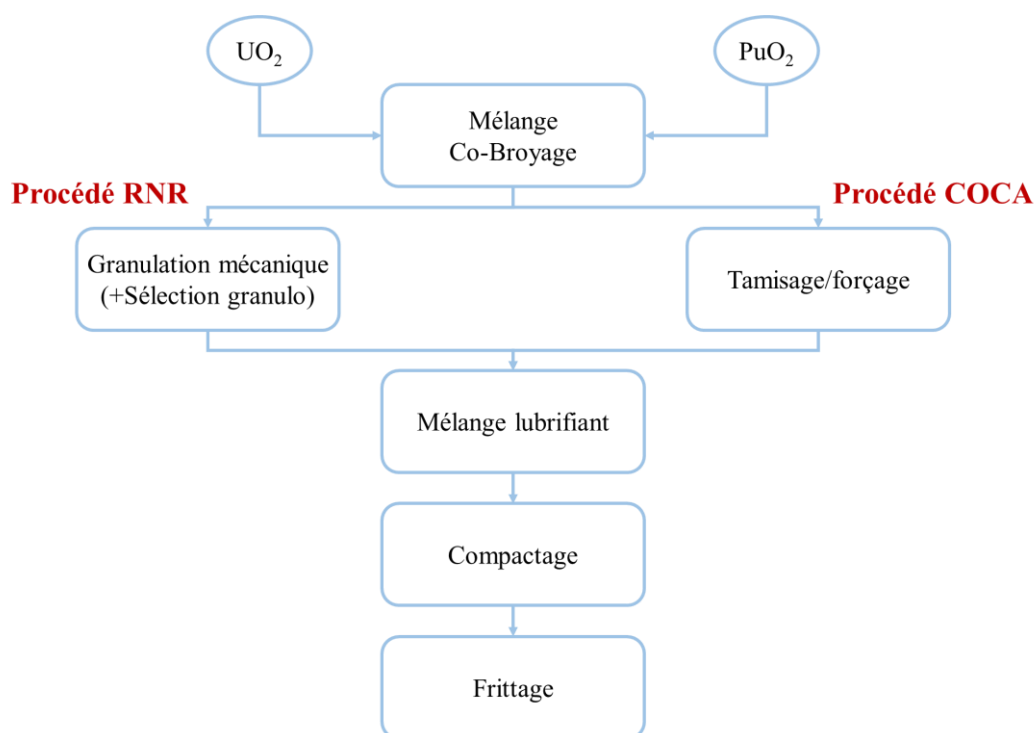 UO₂
PuO₂
Mélange
Co-Broyage
Procédé RNR
Procédé COCA
Granulation mécanique
(+Sélection granulo)
Tamisage/forçage
Mélange lubrifiant
Compactage
Frittage